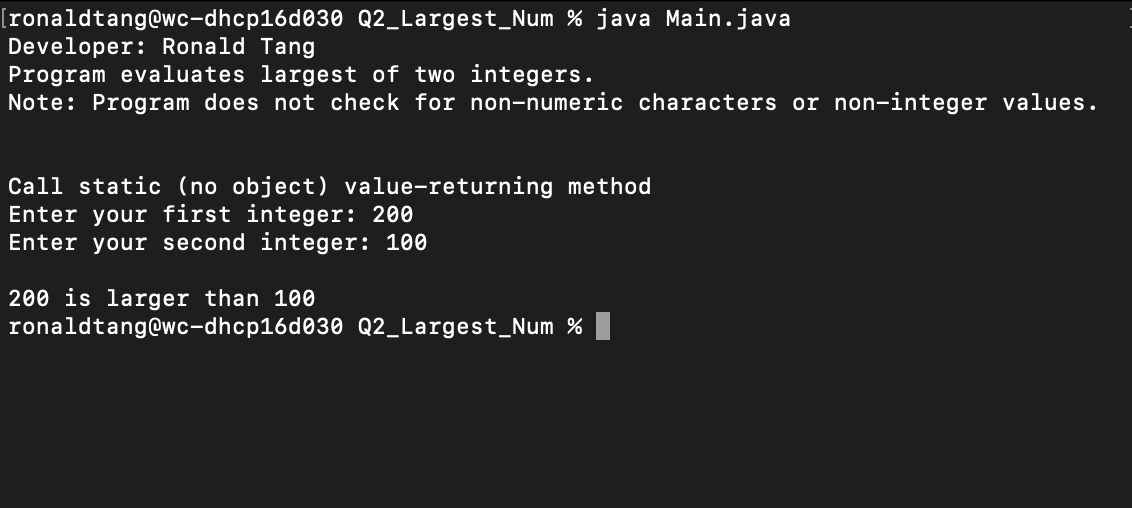 [ronaldtang@wc-dhcp16d030 Q2_Largest_Num % java Main.java ]
Developer: Ronald Tang
Program evaluates largest of two integers.
Note: Program does not check for non-numeric characters or non-integer values.
Call static (no object) value-returning method
Enter your first integer: 200
Enter your second integer: 100
200 is larger than 100
ronaldtang@wc-dhcp16d030 Q2_Largest_Num %